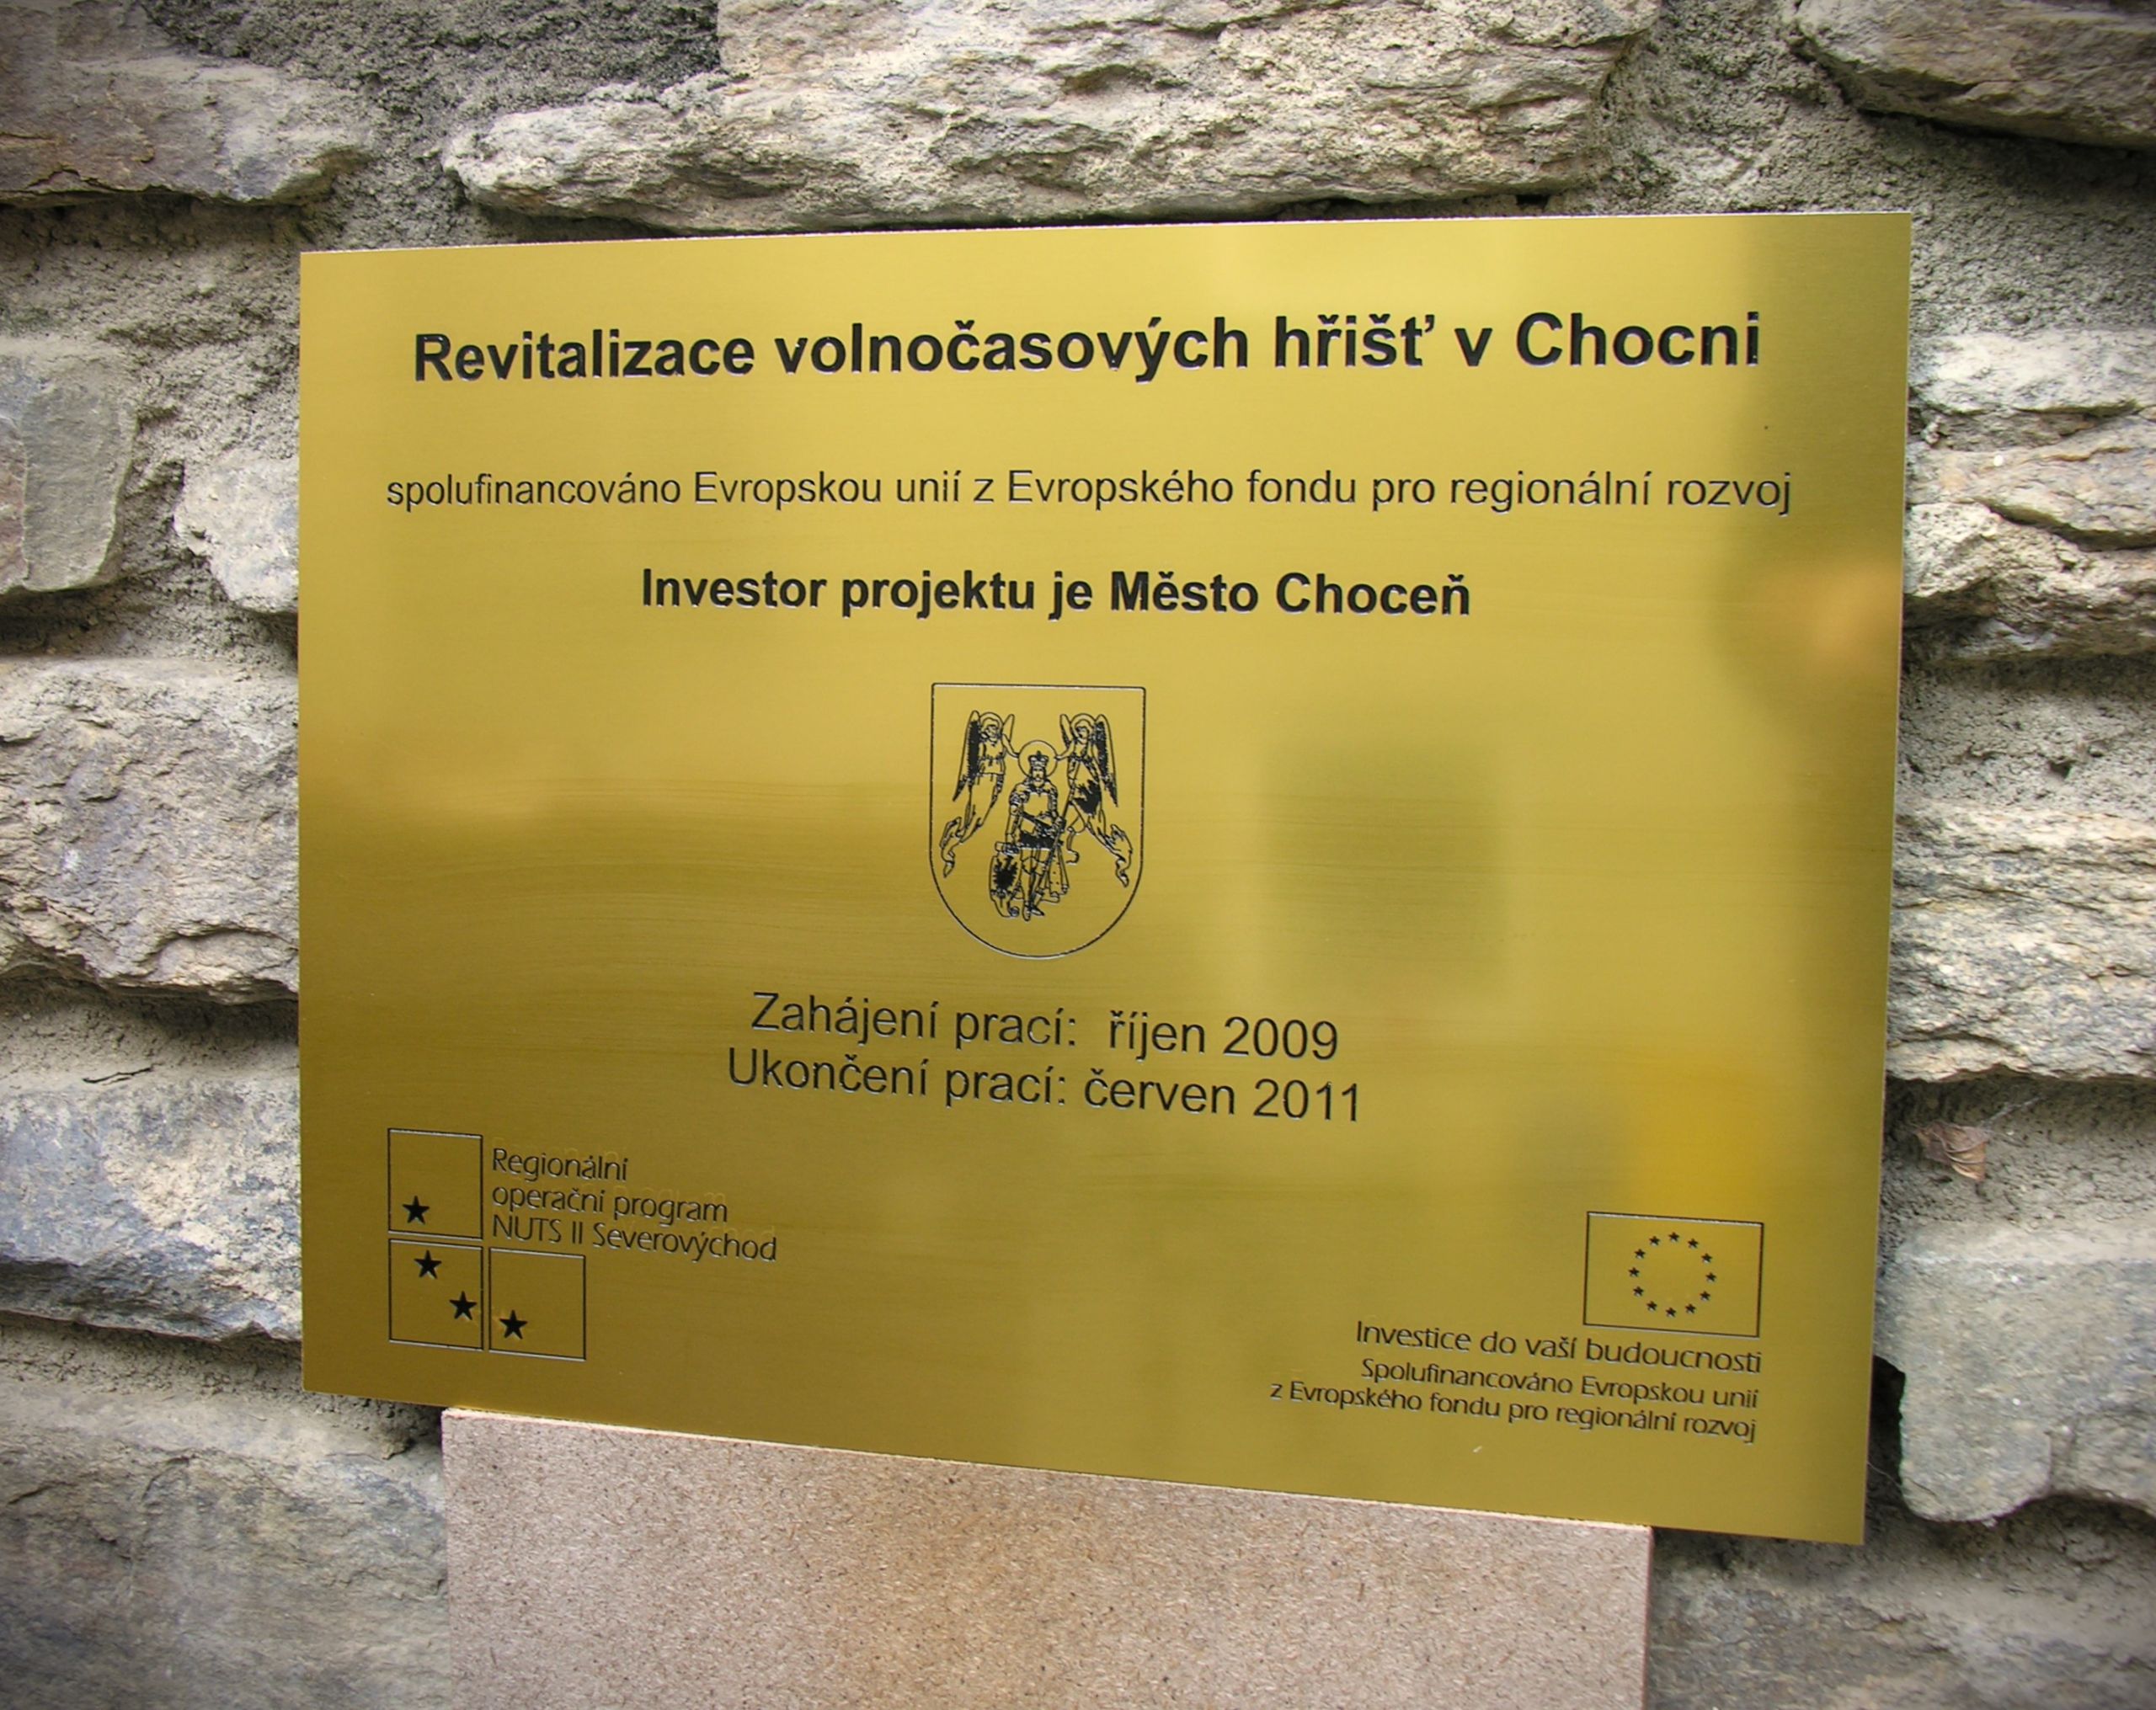 Revitalizace volnočasových hřišť v Chocni
spolufinancováno Evropskou unií z Evropského fondu pro regionální rozvoj
Investor projektu je Město Choceň
Zahájení prací: říjen 2009
Ukončení prací: červen 2011
Regionální
operační program
NUTS II Severovýchod
Investice do vaší budoucnosti
Spolufinancováno Evropskou unií
z Evropského fondu pro regionální rozvoj